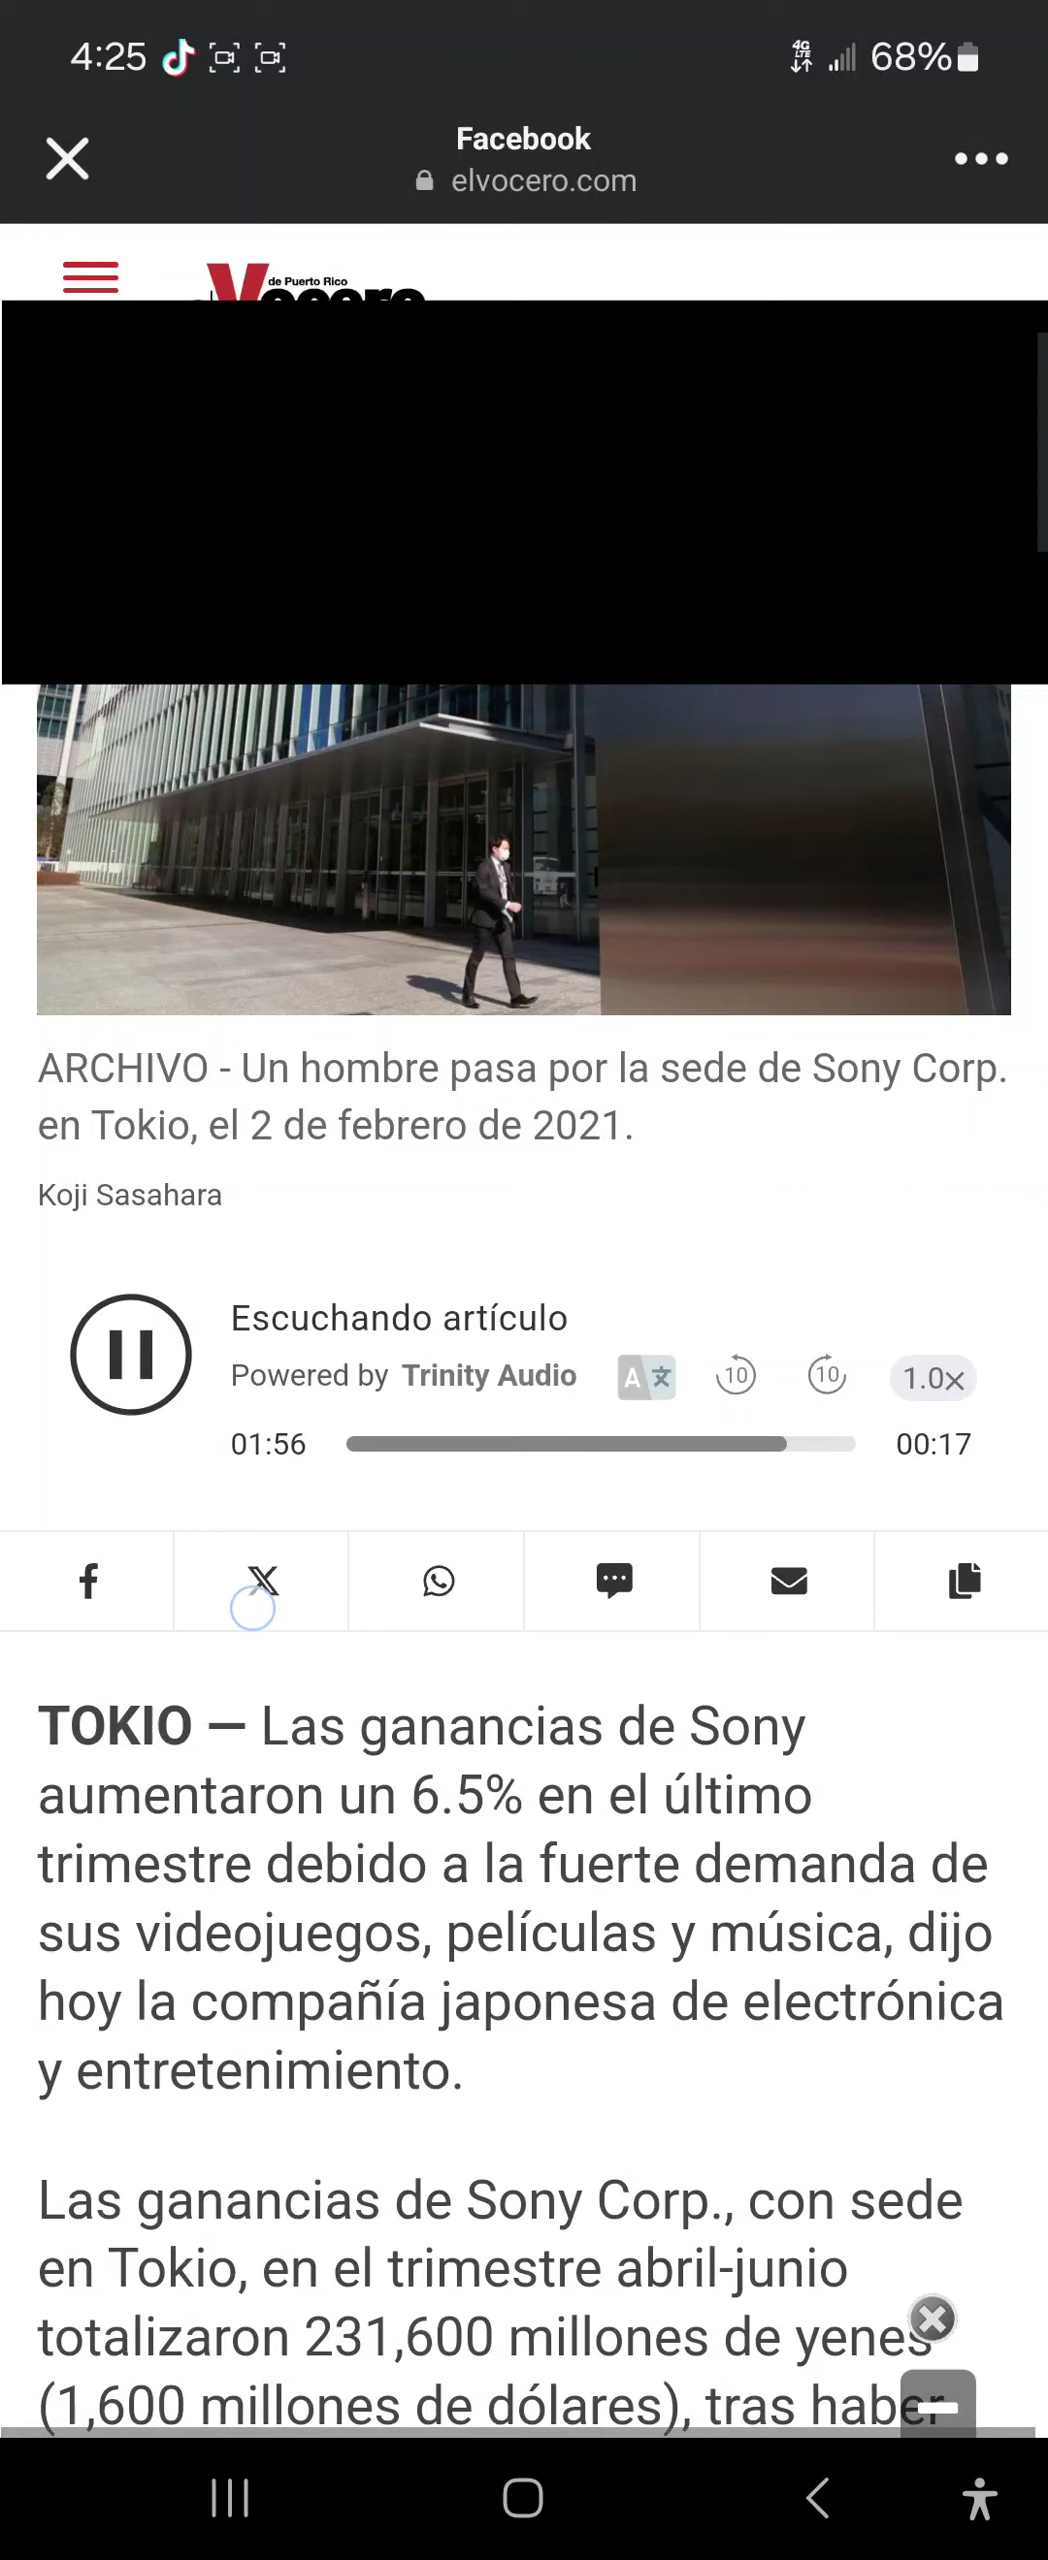 4:25
4G LTE
68%
Facebook
elvocero.com
de Puerto Rico
Vocero
ARCHIVO - Un hombre pasa por la sede de Sony Corp.
en Tokio, el 2 de febrero de 2021.
Koji Sasahara
Escuchando artículo
Powered by Trinity Audio
A 文
10
10
1.0×
01:56
00:17
TOKIO — Las ganancias de Sony
aumentaron un 6.5% en el último
trimestre debido a la fuerte demanda de
sus videojuegos, películas y música, dijo
hoy la compañía japonesa de electrónica
y entretenimiento.
Las ganancias de Sony Corp., con sede
en Tokio, en el trimestre abril-junio
totalizaron 231,600 millones de yenes
(1,600 millones de dólares), tras haber